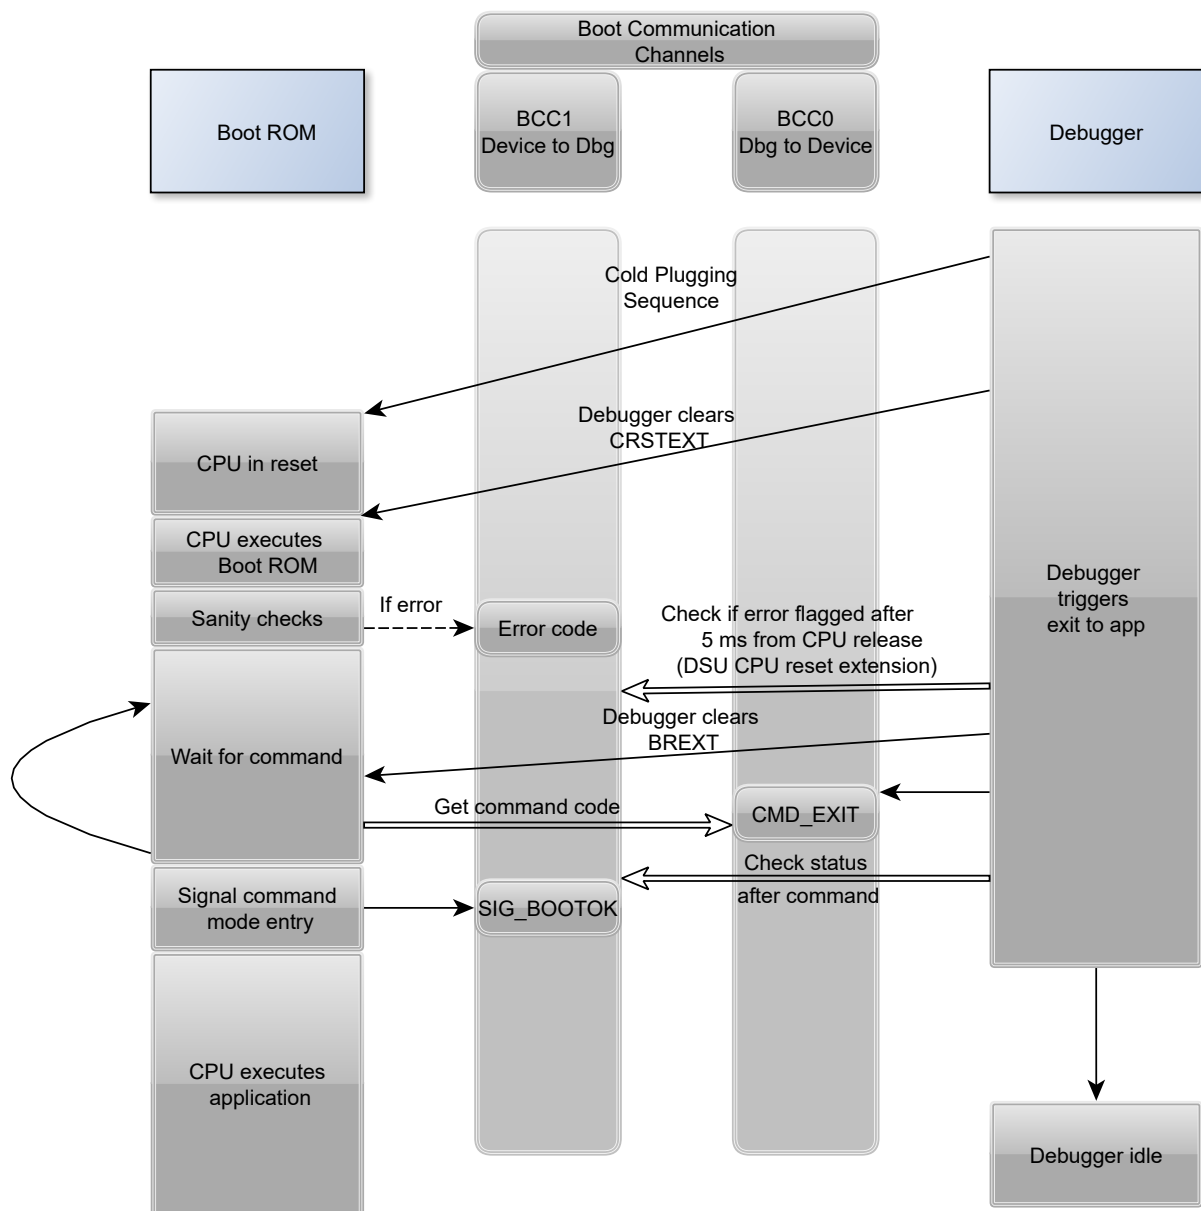 Boot Communication
Channels
Boot ROM
BCC1
Device to Dbg
BCC0
Dbg to Device
Debugger
Cold Plugging
Sequence
Debugger clears
CRSTEXT
CPU in reset
CPU executes
Boot ROM
Sanity checks
If error
Error code
Check if error flagged after
5 ms from CPU release
(DSU CPU reset extension)
Debugger
triggers
exit to app
Debugger clears
BREXT
Wait for command
Get command code
CMD_EXIT
Check status
after command
Signal command
mode entry
SIG_BOOTOK
CPU executes
application
Debugger idle